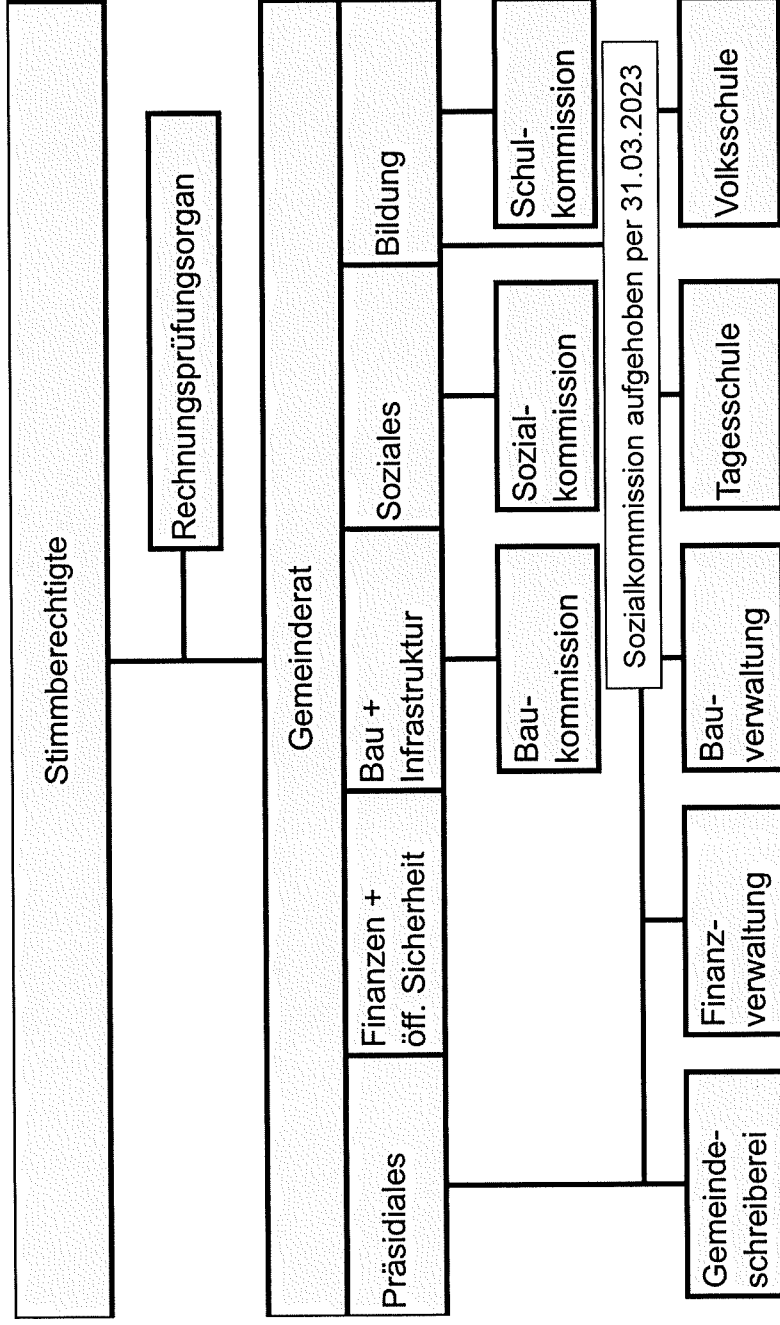 Stimmberechtigte
Rechnungsprüfungsorgan
Gemeinderat
Präsidiales
Finanzen +
öff. Sicherheit
Bau +
Infrastruktur
Soziales
Bildung
Bau-
kommission
Sozial-
kommission
Schul-
kommission
Sozialkommission aufgehoben per 31.03.2023
Gemeinde-
schreiberei
Finanz-
verwaltung
Bau-
verwaltung
Tagesschule
Volksschule